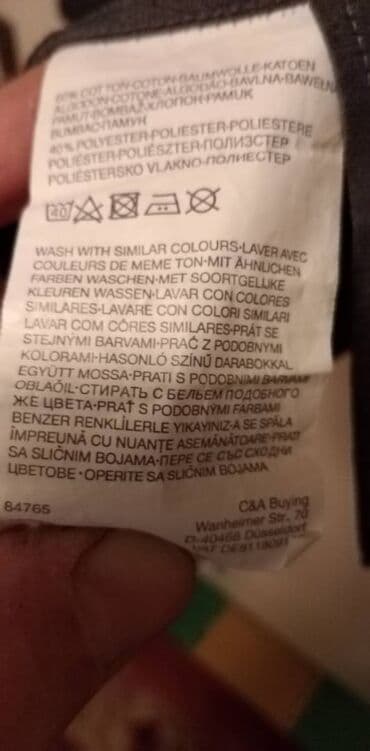 60% COTTON·COTON·BAUMWOLLE·KATOEN
ALGODON·COTONE·ALGODÃO·BAVLNA·BAWEŁNA
PAMUT·BOMBAŽ·ХЛОПОК·PAMUK
BUMBAC·ПАМУК
40% POLYESTER·POLIESTER·POLIESTERE
POLIÉSTER·POLIÉSZTER·ПОЛИЭСТЕР
POLIÉSTERSKO VLAKNO·ПОЛИЕСТЕР
40
WASH WITH SIMILAR COLOURS·LAVER AVEC
COULEURS DE MEME TON·MIT ÄHNLICHEN
FARBEN WASCHEN·MET SOORTGELIJKE
KLEUREN WASSEN·LAVAR CON COLORES
SIMILARES·LAVARE CON COLORI SIMILARI
LAVAR COM CÔRES SIMILARES·PRÁT SE
STEJNÝMI BARVAMI·PRAĆ Z PODOBNYMI
KOLORAMI·HASONLÓ SZÍNŰ DARABOKKAL
EGYÜTT MOSSA·PRATI S PODOBNIMI BARVAMI
OBLAČIL·СТИРАТЬ С БЕЛЬЕМ ПОДОБНОГО
ЖЕ ЦВЕТА·PRAŤ S PODOBNÝMI FARBAMI
BENZER RENKLİLERLE YIKAYINIZ·A SE SPĂLA
ÎMPREUNĂ CU NUANŢE ASEMĂNĂTOARE·PRATI
SA SLIČNIM BOJAMA·ПЕРЕ СЕ СЪС СХОДНИ
ЦВЕТОВЕ·OPERITE SA SLIČNIM BOJAMA
84765
C&A Buying
Wanheimer Str. 70
D-40468 Düsseldorf